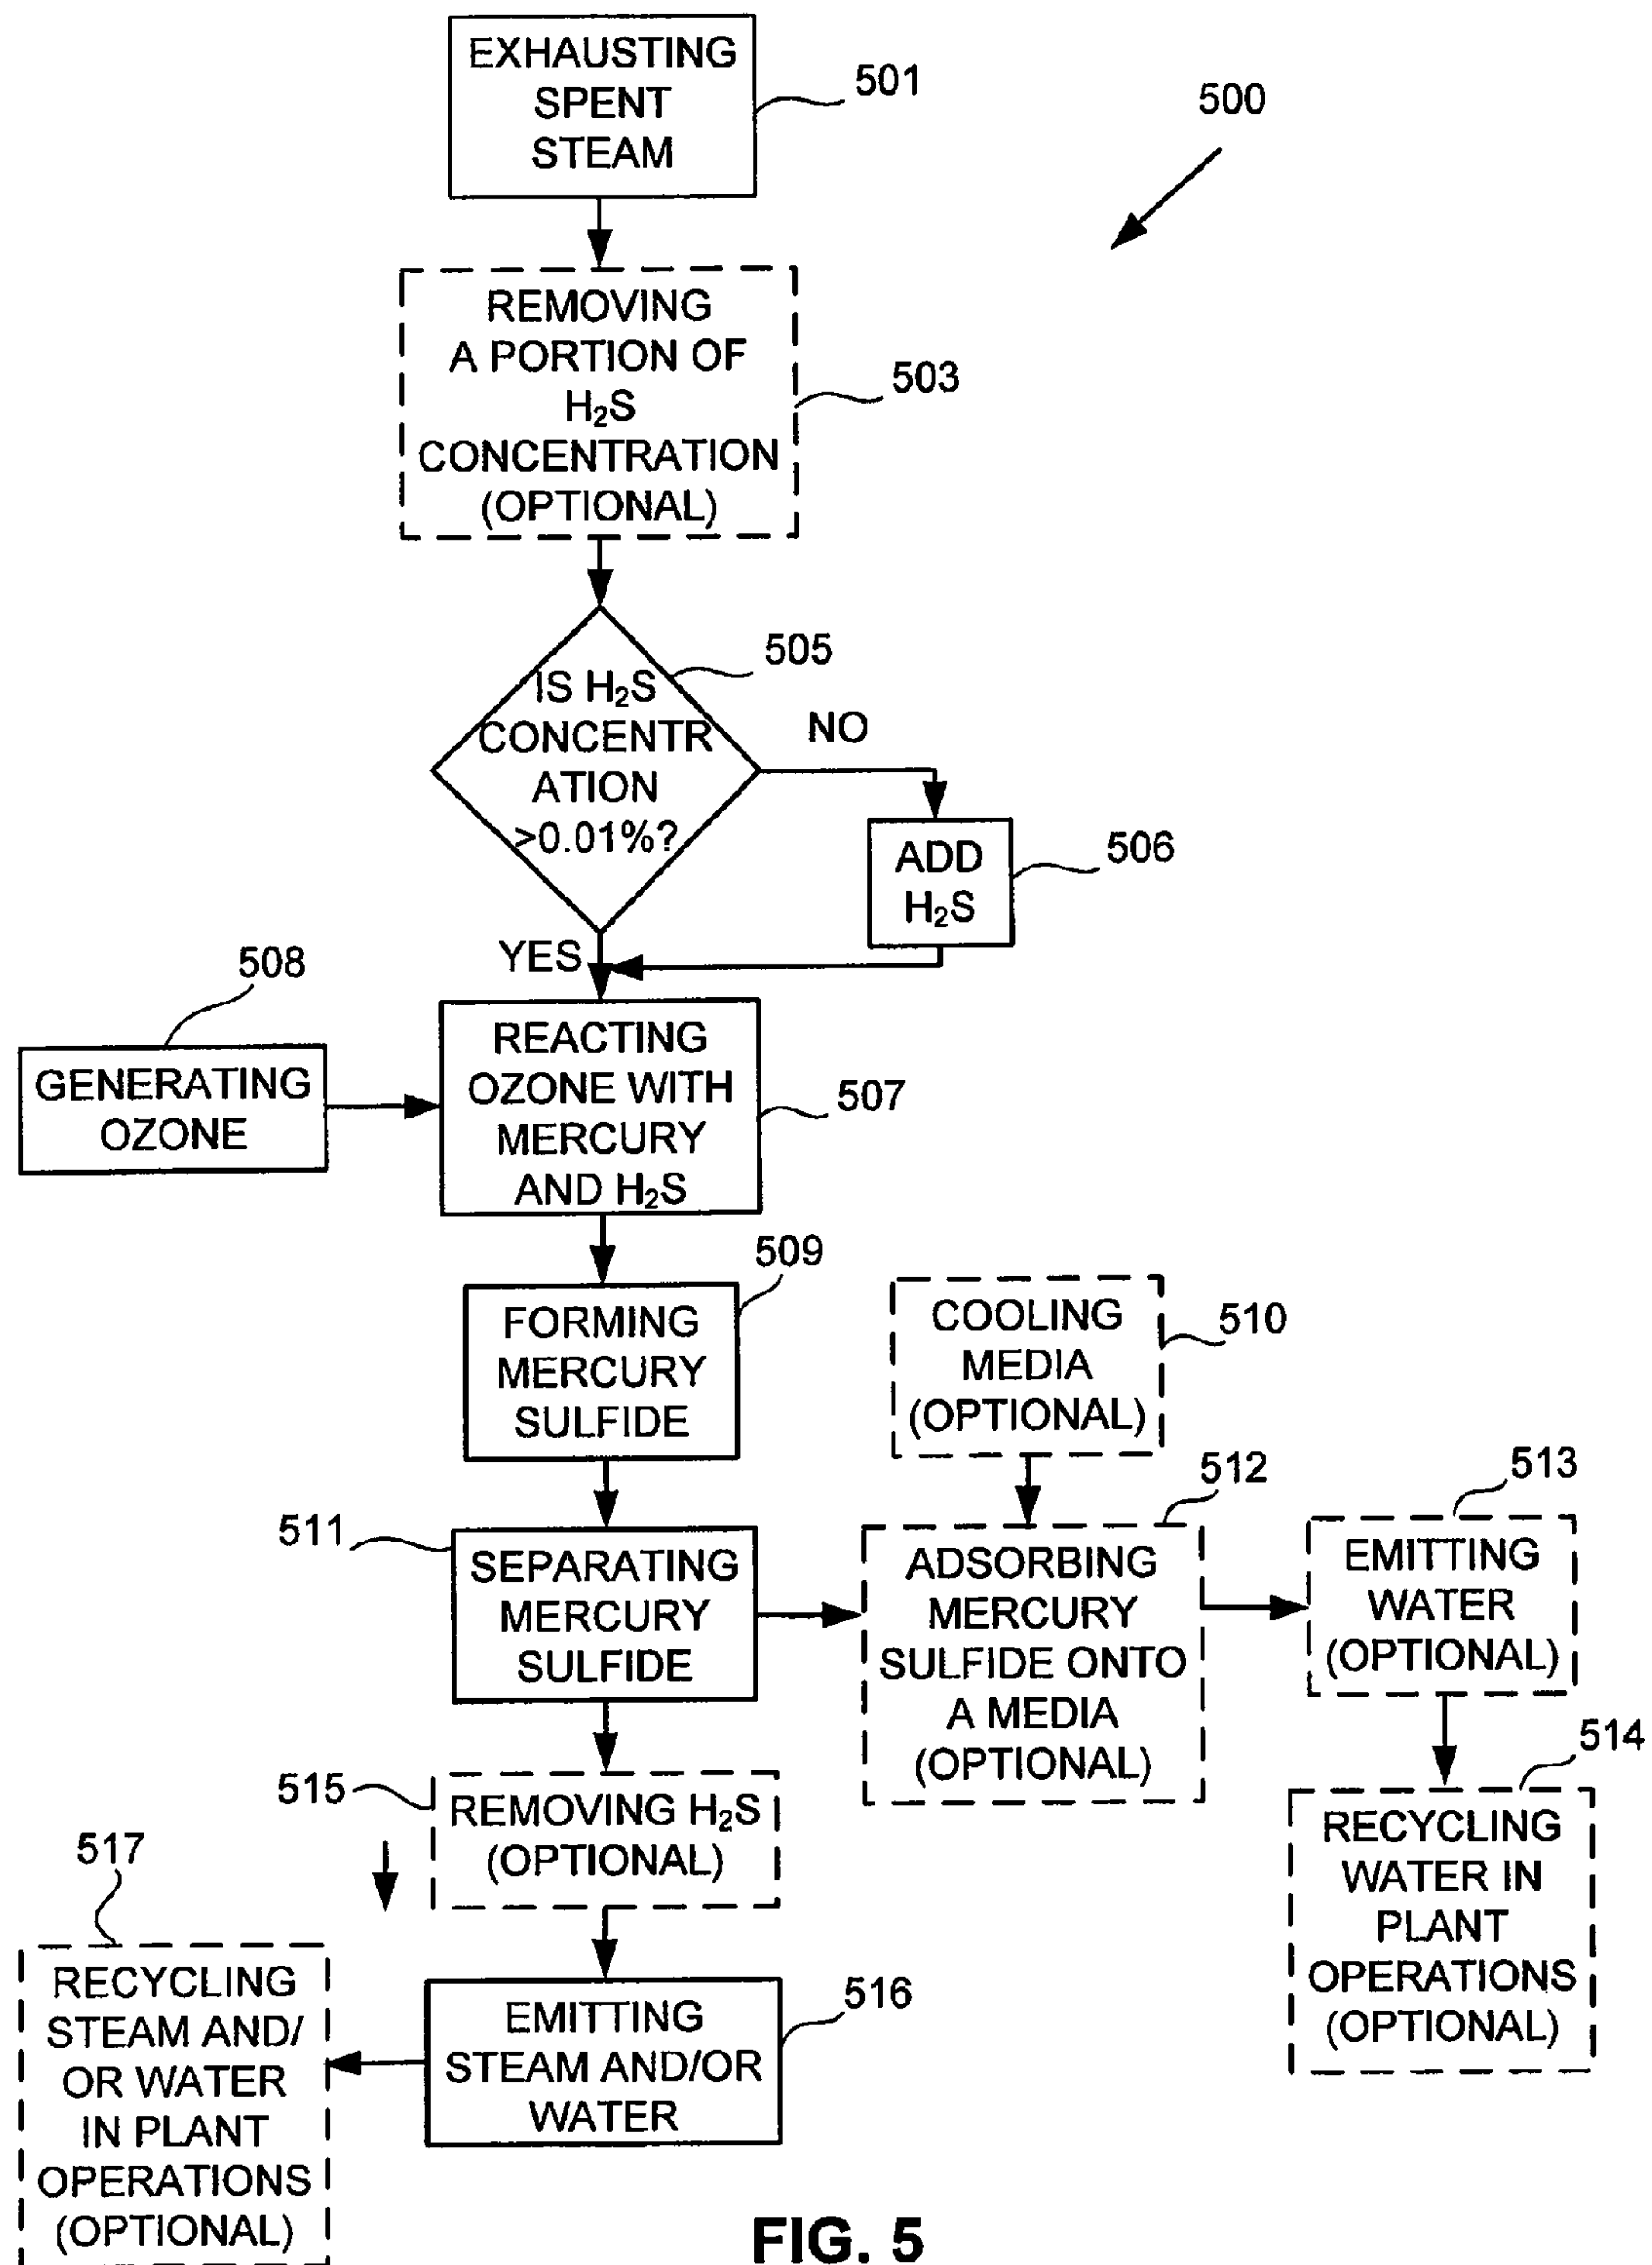 EXHAUSTING
SPENT
STEAM
501
500
REMOVING
A PORTION OF
H₂S
CONCENTRATION
(OPTIONAL)
503
IS H₂S
CONCENTR
ATION
>0.01%?
505
NO
ADD
H₂S
506
YES
508
GENERATING
OZONE
REACTING
OZONE WITH
MERCURY
AND H₂S
507
509
FORMING
MERCURY
SULFIDE
COOLING
MEDIA
(OPTIONAL)
510
511
SEPARATING
MERCURY
SULFIDE
512
ADSORBING
MERCURY
SULFIDE ONTO
A MEDIA
(OPTIONAL)
513
EMITTING
WATER
(OPTIONAL)
514
RECYCLING
WATER IN
PLANT
OPERATIONS
(OPTIONAL)
515
REMOVING H₂S
(OPTIONAL)
517
RECYCLING
STEAM AND/
OR WATER
IN PLANT
OPERATIONS
(OPTIONAL)
EMITTING
STEAM AND/OR
WATER
516
FIG. 5